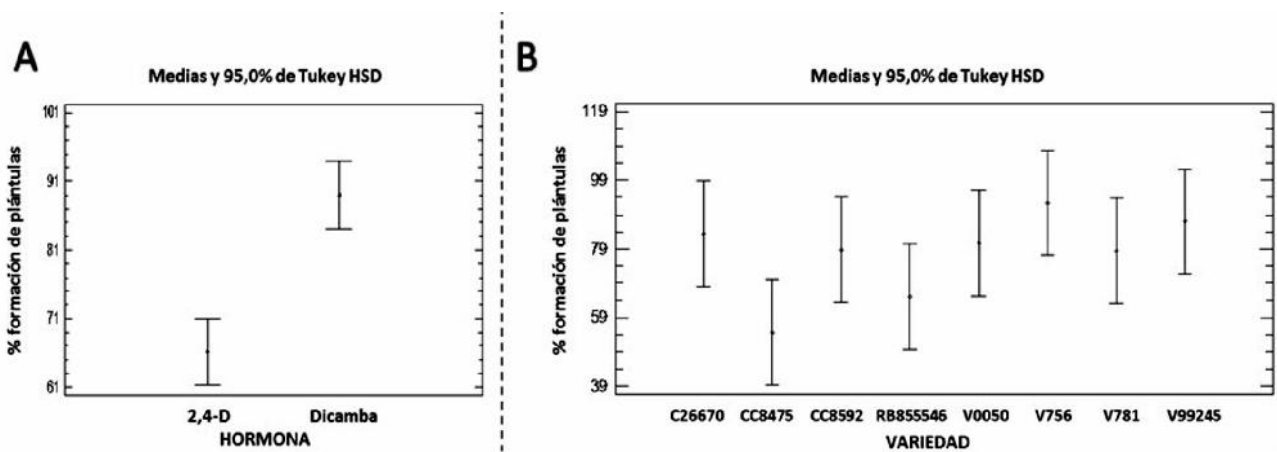 A
Medias y 95,0% de Tukey HSD
% formación de plántulas
101
91
81
71
61
2,4-D Dicamba
HORMONA
B
Medias y 95,0% de Tukey HSD
% formación de plántulas
119
99
79
59
39
C26670 CC8475 CC8592 RB855546 V0050 V756 V781 V99245
VARIEDAD